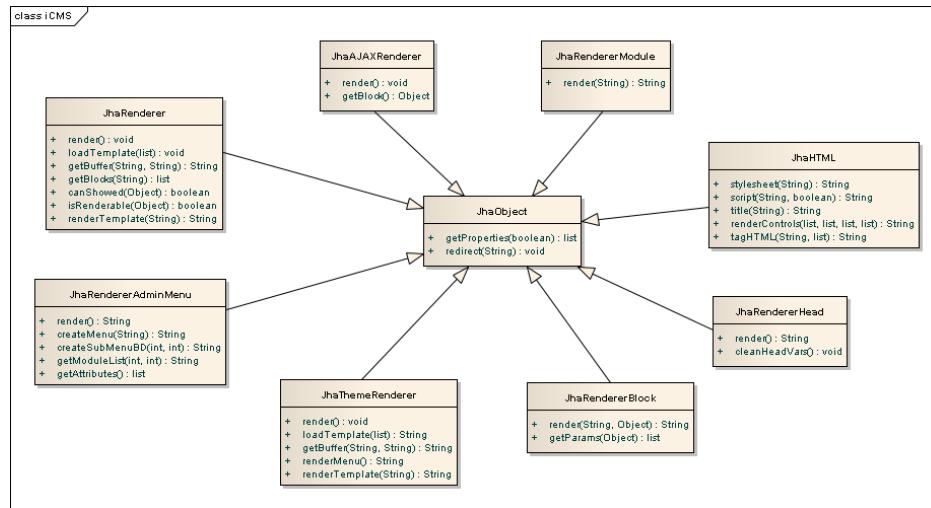 class iCMS
JhaAJAXRenderer
+ render() : void
+ getBlock() : Object
JhaRendererModule
+ render(String) : String
JhaRenderer
+ render() : void
+ loadTemplate(list) : void
+ getBuffer(String, String) : String
+ getBlocks(String) : list
+ canShowed(Object) : boolean
+ isRenderable(Object) : boolean
+ renderTemplate(String) : String
JhaHTML
+ stylesheet(String) : String
+ script(String, boolean) : String
+ title(String) : String
+ renderControls(list, list, list, list) : String
+ tagHTML(String, list) : String
JhaObject
+ getProperties(boolean) : list
+ redirect(String) : void
JhaRendererAdminMenu
+ render() : String
+ createMenu(String) : String
+ createSubMenuBD(int, int) : String
+ getModuleList(int, int) : String
+ getAttributes() : list
JhaRendererHead
+ render() : String
+ cleanHeadVars() : void
JhaThemeRenderer
+ render() : void
+ loadTemplate(list) : String
+ getBuffer(String, String) : String
+ renderMenu() : String
+ renderTemplate(String) : String
JhaRendererBlock
+ render(String, Object) : String
+ getParams(Object) : list